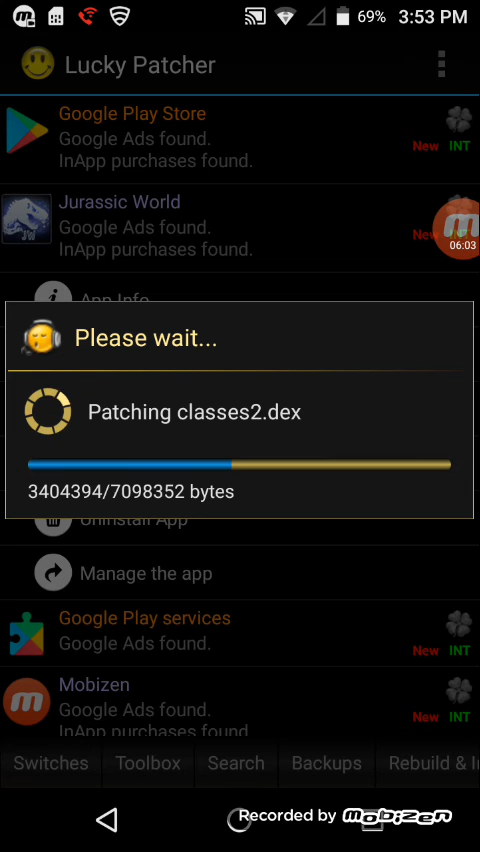 69% 3:53 PM
Lucky Patcher
Google Play Store
Google Ads found.
InApp purchases found.
New INT
Jurassic World
Google Ads found.
InApp purchases found.
New
06:03
App Info
Please wait...
Patching classes2.dex
3404394/7098352 bytes
Uninstall App
Manage the app
Google Play services
Google Ads found.
New INT
Mobizen
Google Ads found.
InApp purchases found.
New INT
Switches Toolbox Search Backups Rebuild & I
Recorded by Mobizen